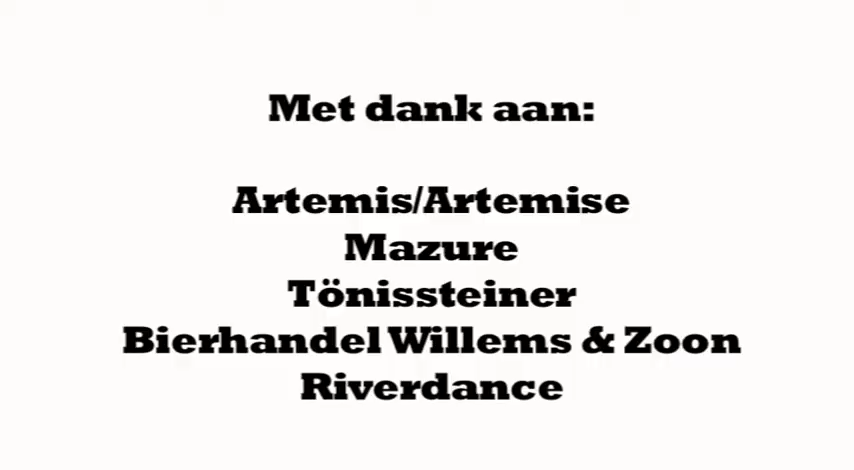 Met dank aan:
Artemis/Artemise
Mazure
Tönissteiner
Bierhandel Willems & Zoon
Riverdance